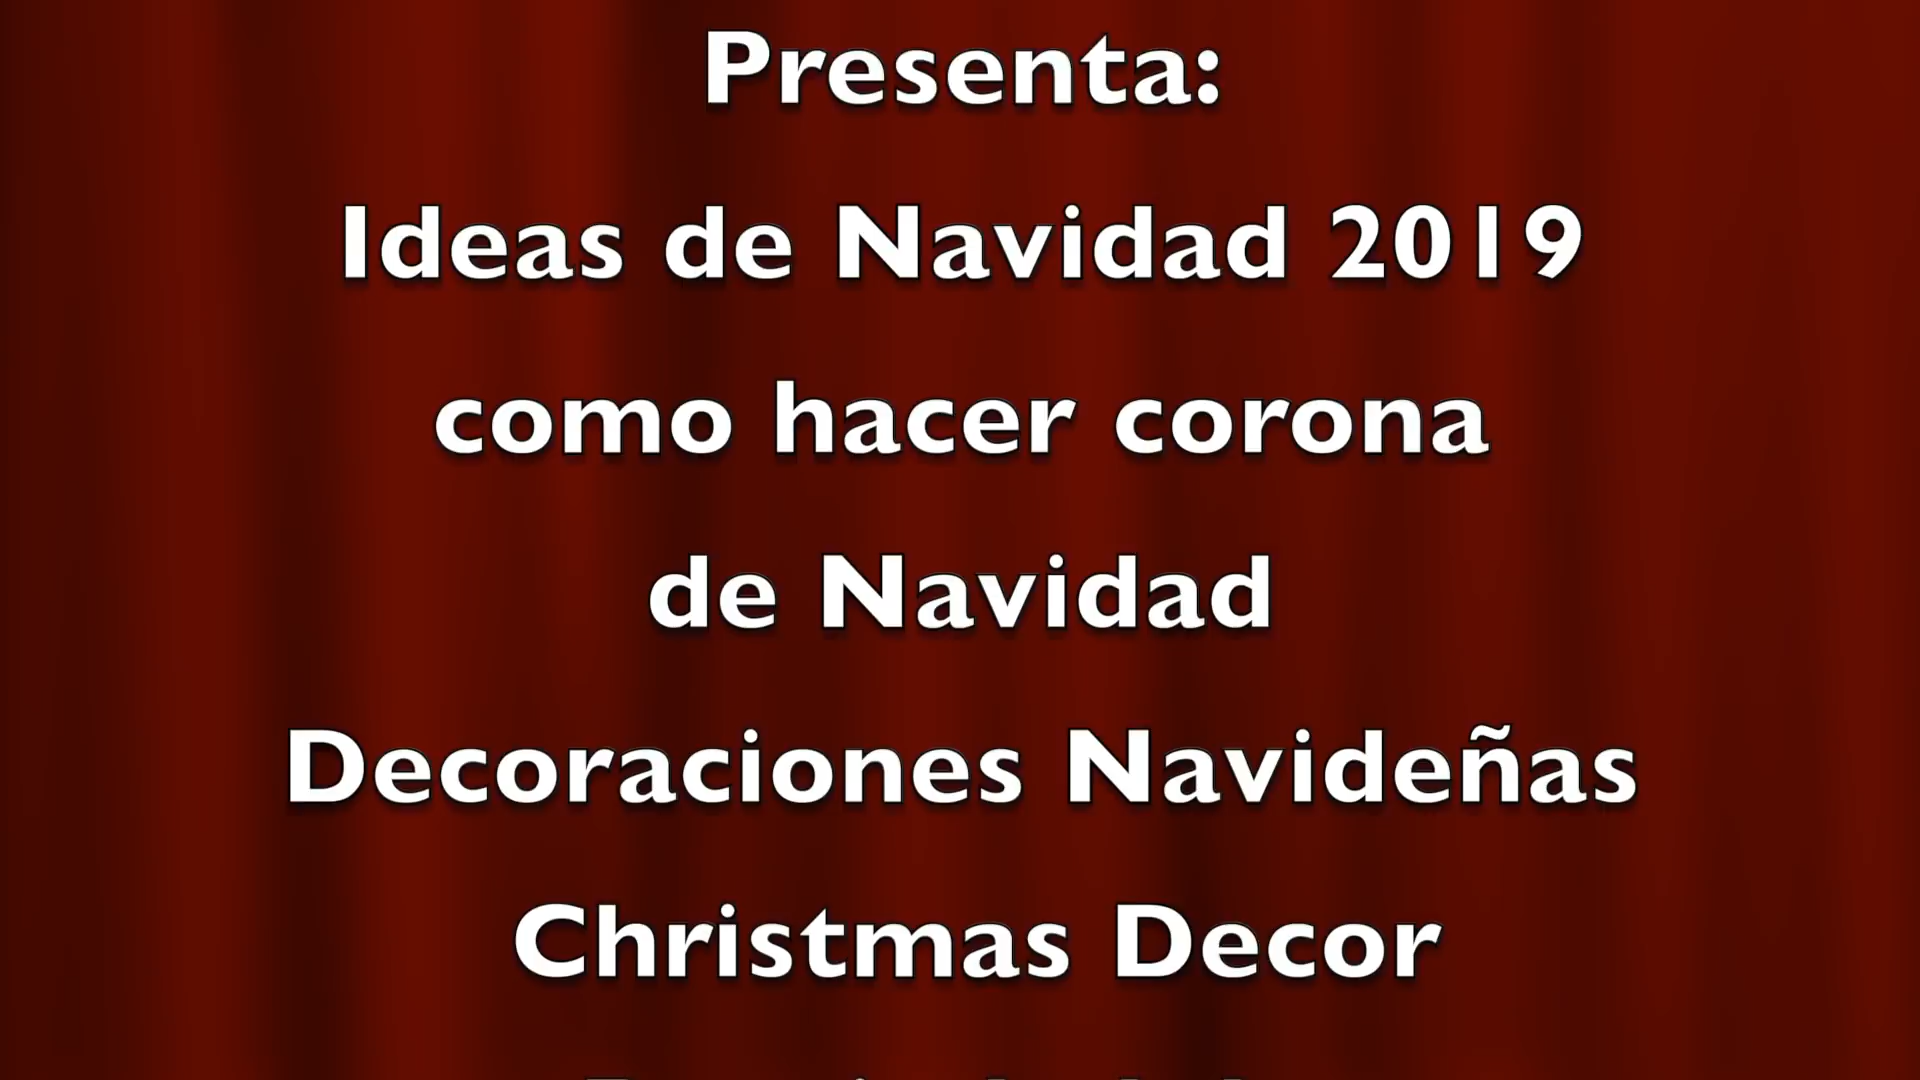 Presenta:
Ideas de Navidad 2019
como hacer corona
de Navidad
Decoraciones Navideñas
Christmas Decor